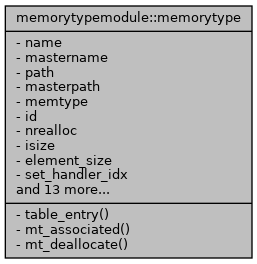 memorytypemodule::memorytype
- name
- mastername
- path
- masterpath
- memtype
- id
- nrealloc
- isize
- element_size
- set_handler_idx
and 13 more...
- table_entry()
- mt_associated()
- mt_deallocate()